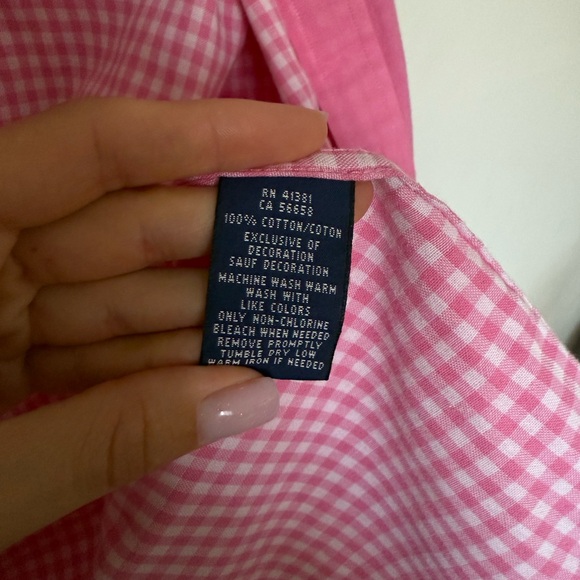 RN 41381
CA 56658
100% COTTON/COTON
EXCLUSIVE OF
DECORATION
SAUF DECORATION
MACHINE WASH WARM
WASH WITH
LIKE COLORS
ONLY NON-CHLORINE
BLEACH WHEN NEEDED
REMOVE PROMPTLY
TUMBLE DRY LOW
WARM IRON IF NEEDED